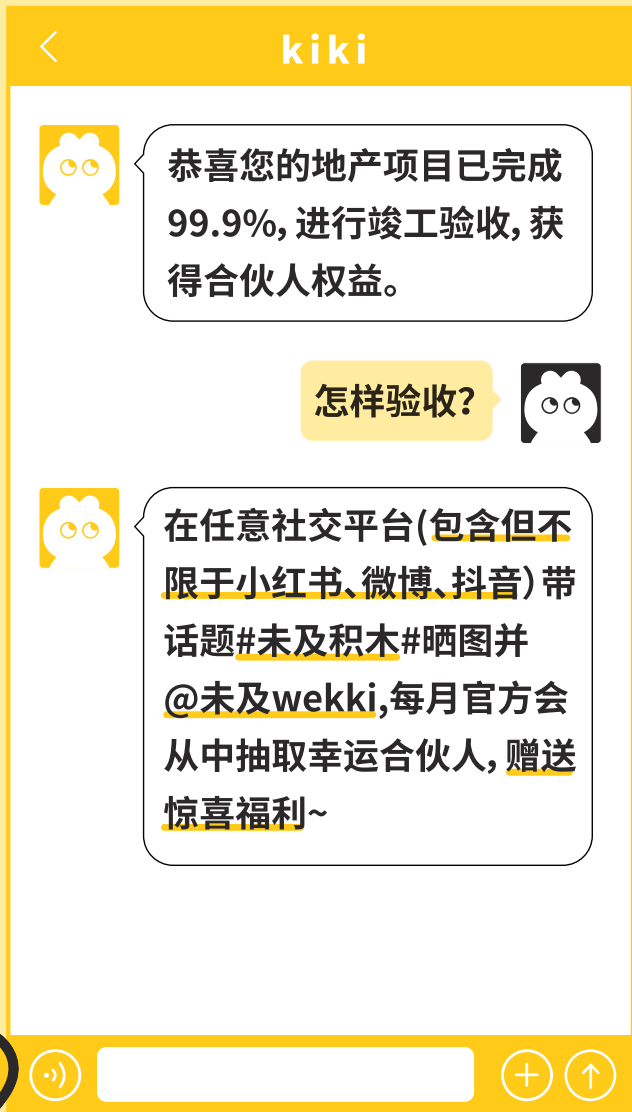 kiki
恭喜您的地产项目已完成
99.9%，进行竣工验收，获
得合伙人权益。
怎样验收？
在任意社交平台(包含但不
限于小红书、微博、抖音）带
话题#未及积木#晒图并
@未及wekki,每月官方会
从中抽取幸运合伙人，赠送
惊喜福利~